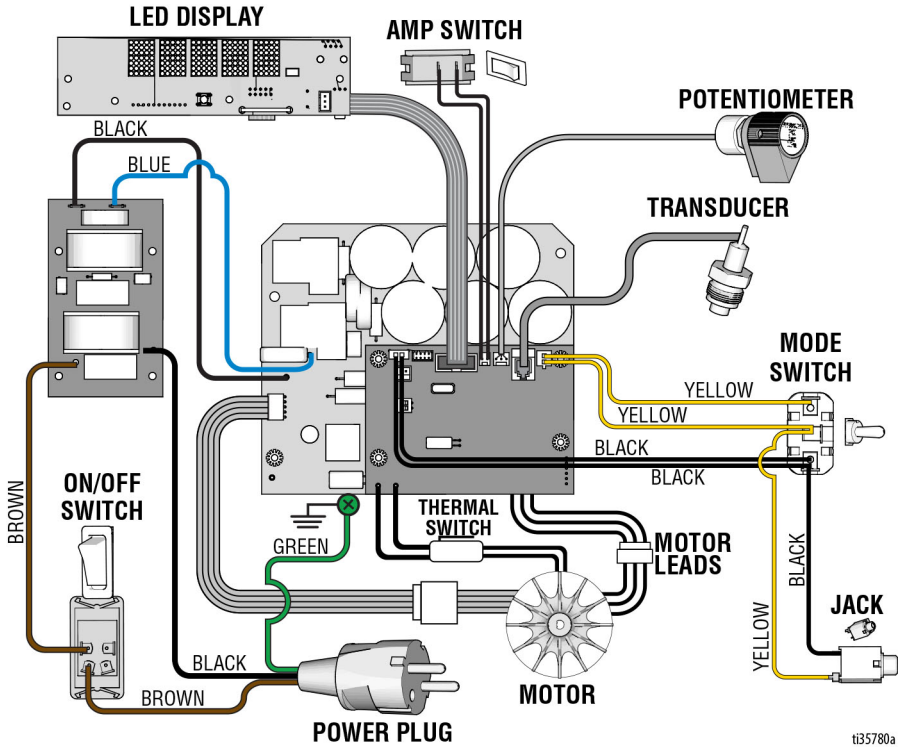 LED DISPLAY
AMP SWITCH
POTENTIOMETER
BLACK
BLUE
TRANSDUCER
MODE
SWITCH
YELLOW
YELLOW
BLACK
BLACK
ON/OFF
SWITCH
BROWN
THERMAL
SWITCH
GREEN
MOTOR
LEADS
BLACK
YELLOW
JACK
BLACK
BROWN
MOTOR
POWER PLUG
ti35780a